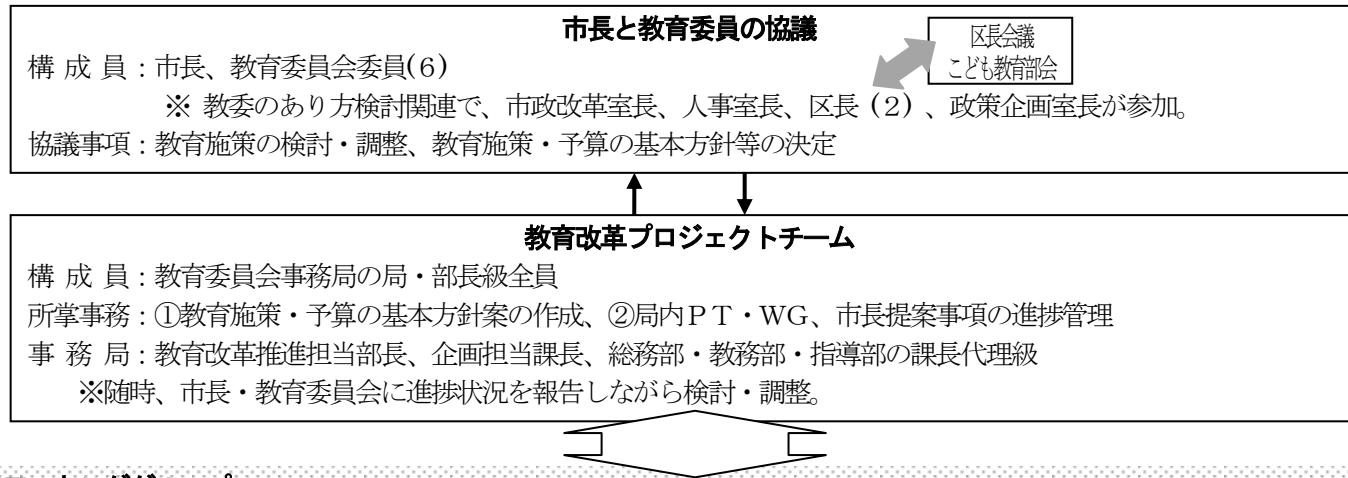 市長と教育委員の協議
区長会議
こども教育部会
構 成 員：市長、教育委員会委員(6)
※ 教委のあり方検討関連で、市政改革室長、人事室長、区長（2）、政策企画室長が参加。
協議事項：教育施策の検討・調整、教育施策・予算の基本方針等の決定
教育改革プロジェクトチーム
構 成 員：教育委員会事務局の局・部長級全員
所掌事務：①教育施策・予算の基本方針案の作成、②局内ＰＴ・ＷＧ、市長提案事項の進捗管理
事 務 局：教育改革推進担当部長、企画担当課長、総務部・教務部・指導部の課長代理級
※随時、市長・教育委員会に進捗状況を報告しながら検討・調整。